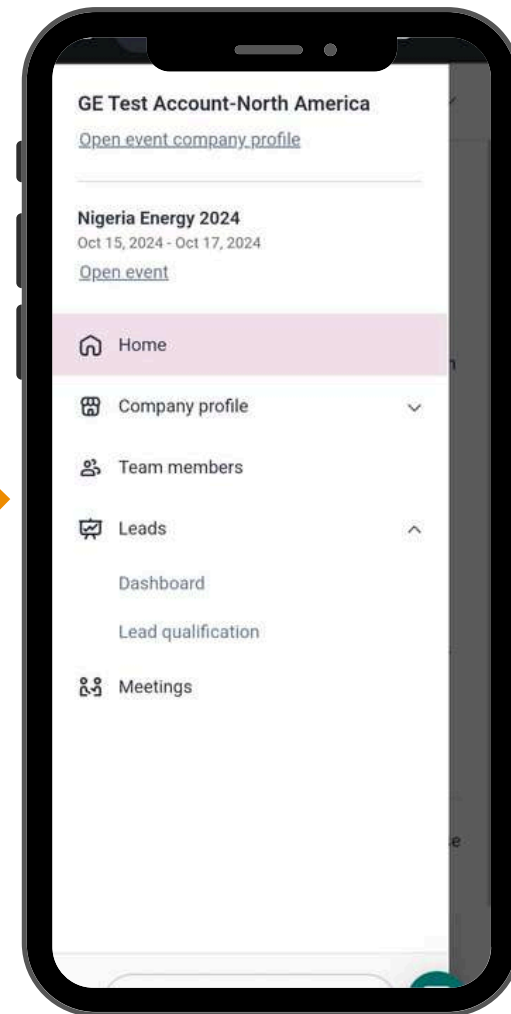 GE Test Account-North America
Open event company profile
Nigeria Energy 2024
Oct 15, 2024 - Oct 17, 2024
Open event
Home
Company profile
Team members
Leads
Dashboard
Lead qualification
Meetings